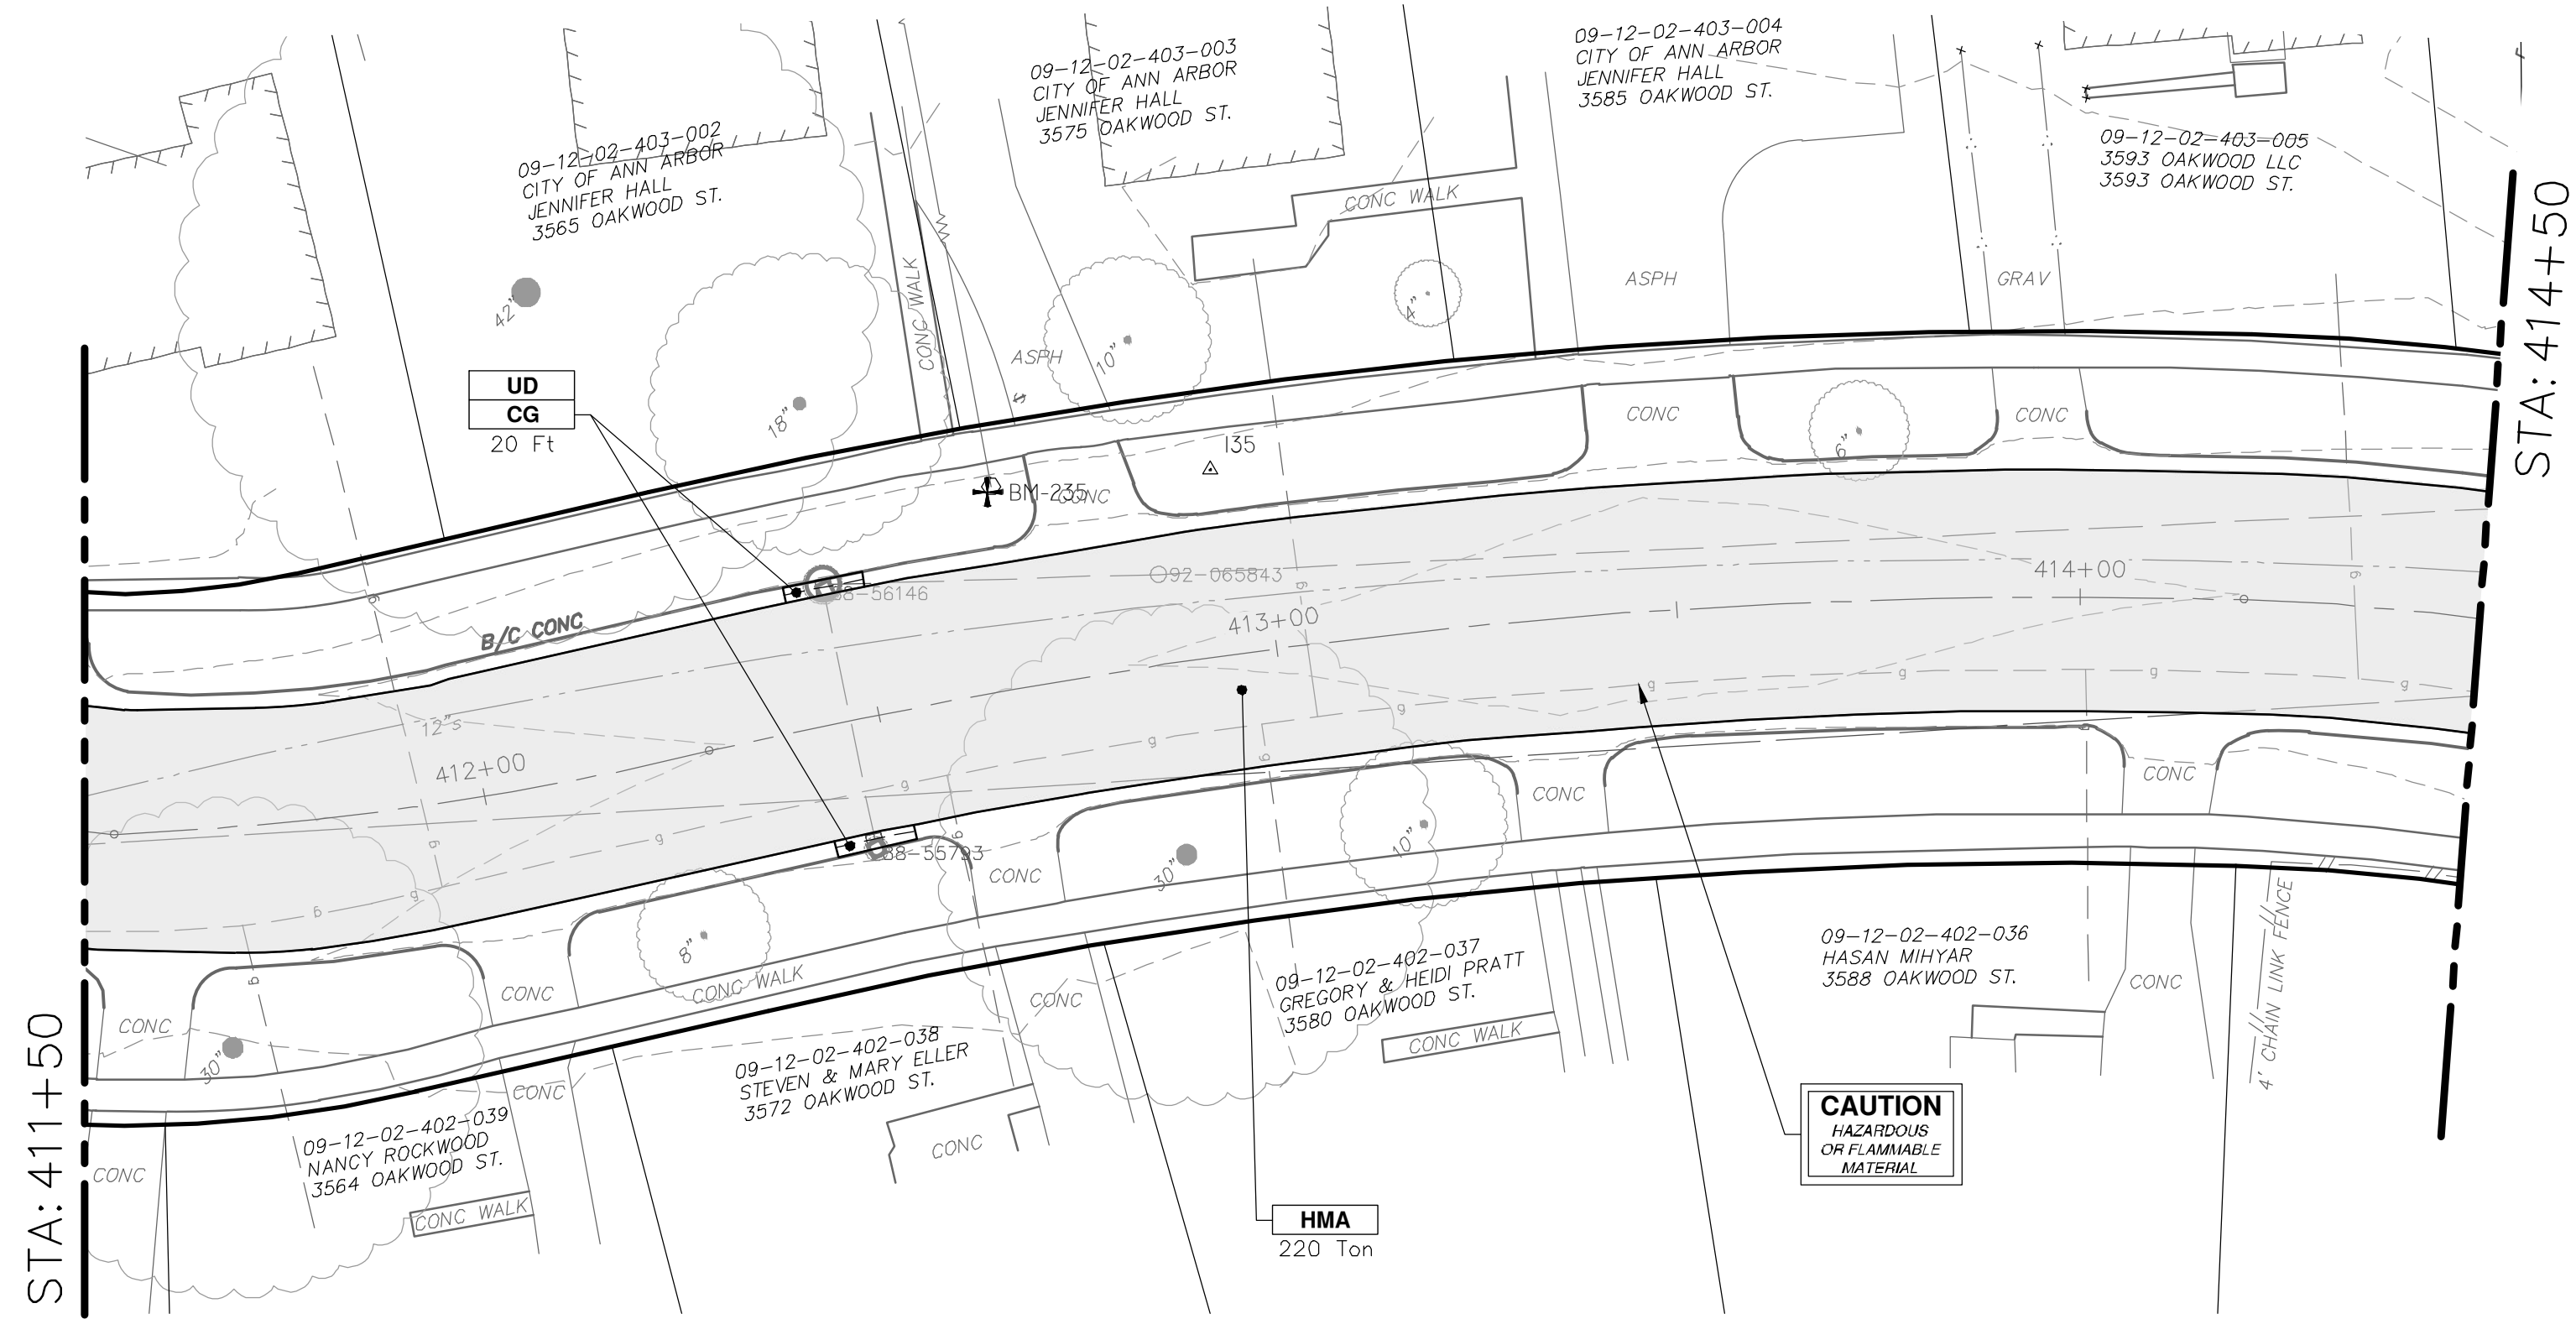 09-12-02-403-002
CITY OF ANN ARBOR
JENNIFER HALL
3565 OAKWOOD ST.
09-12-02-403-003
CITY OF ANN ARBOR
JENNIFER HALL
3575 OAKWOOD ST.
09-12-02-403-004
CITY OF ANN ARBOR
JENNIFER HALL
3585 OAKWOOD ST.
09-12-02-403-005
3593 OAKWOOD LLC
3593 OAKWOOD ST.
STA: 414+50
CONC WALK
CONC WALK
ASPH
GRAV
42"
18"
10"
4"
ASPH
UD
CG
20 Ft
135
CONC
6"
CONC
BM-235
CONC
B/C CONC
92-065843
g
g
g
413+00
414+00
12"s
412+00
g
g
g
g
g
g
g
g
g
g
g
g
g
g
88-55793
CONC
CONC
CONC
30"
10"
8"
CONC
CONC WALK
CONC
30"
CONC
CONC
STA: 411+50
09-12-02-402-039
NANCY ROCKWOOD
3564 OAKWOOD ST.
09-12-02-402-038
STEVEN & MARY ELLER
3572 OAKWOOD ST.
09-12-02-402-037
GREGORY & HEIDI PRATT
3580 OAKWOOD ST.
09-12-02-402-036
HASAN MIHYAR
3588 OAKWOOD ST.
CONC
4' CHAIN LINK FENCE
CONC
CONC WALK
CONC
CONC WALK
HMA
220 Ton
CAUTION
HAZARDOUS
OR FLAMMABLE
MATERIAL